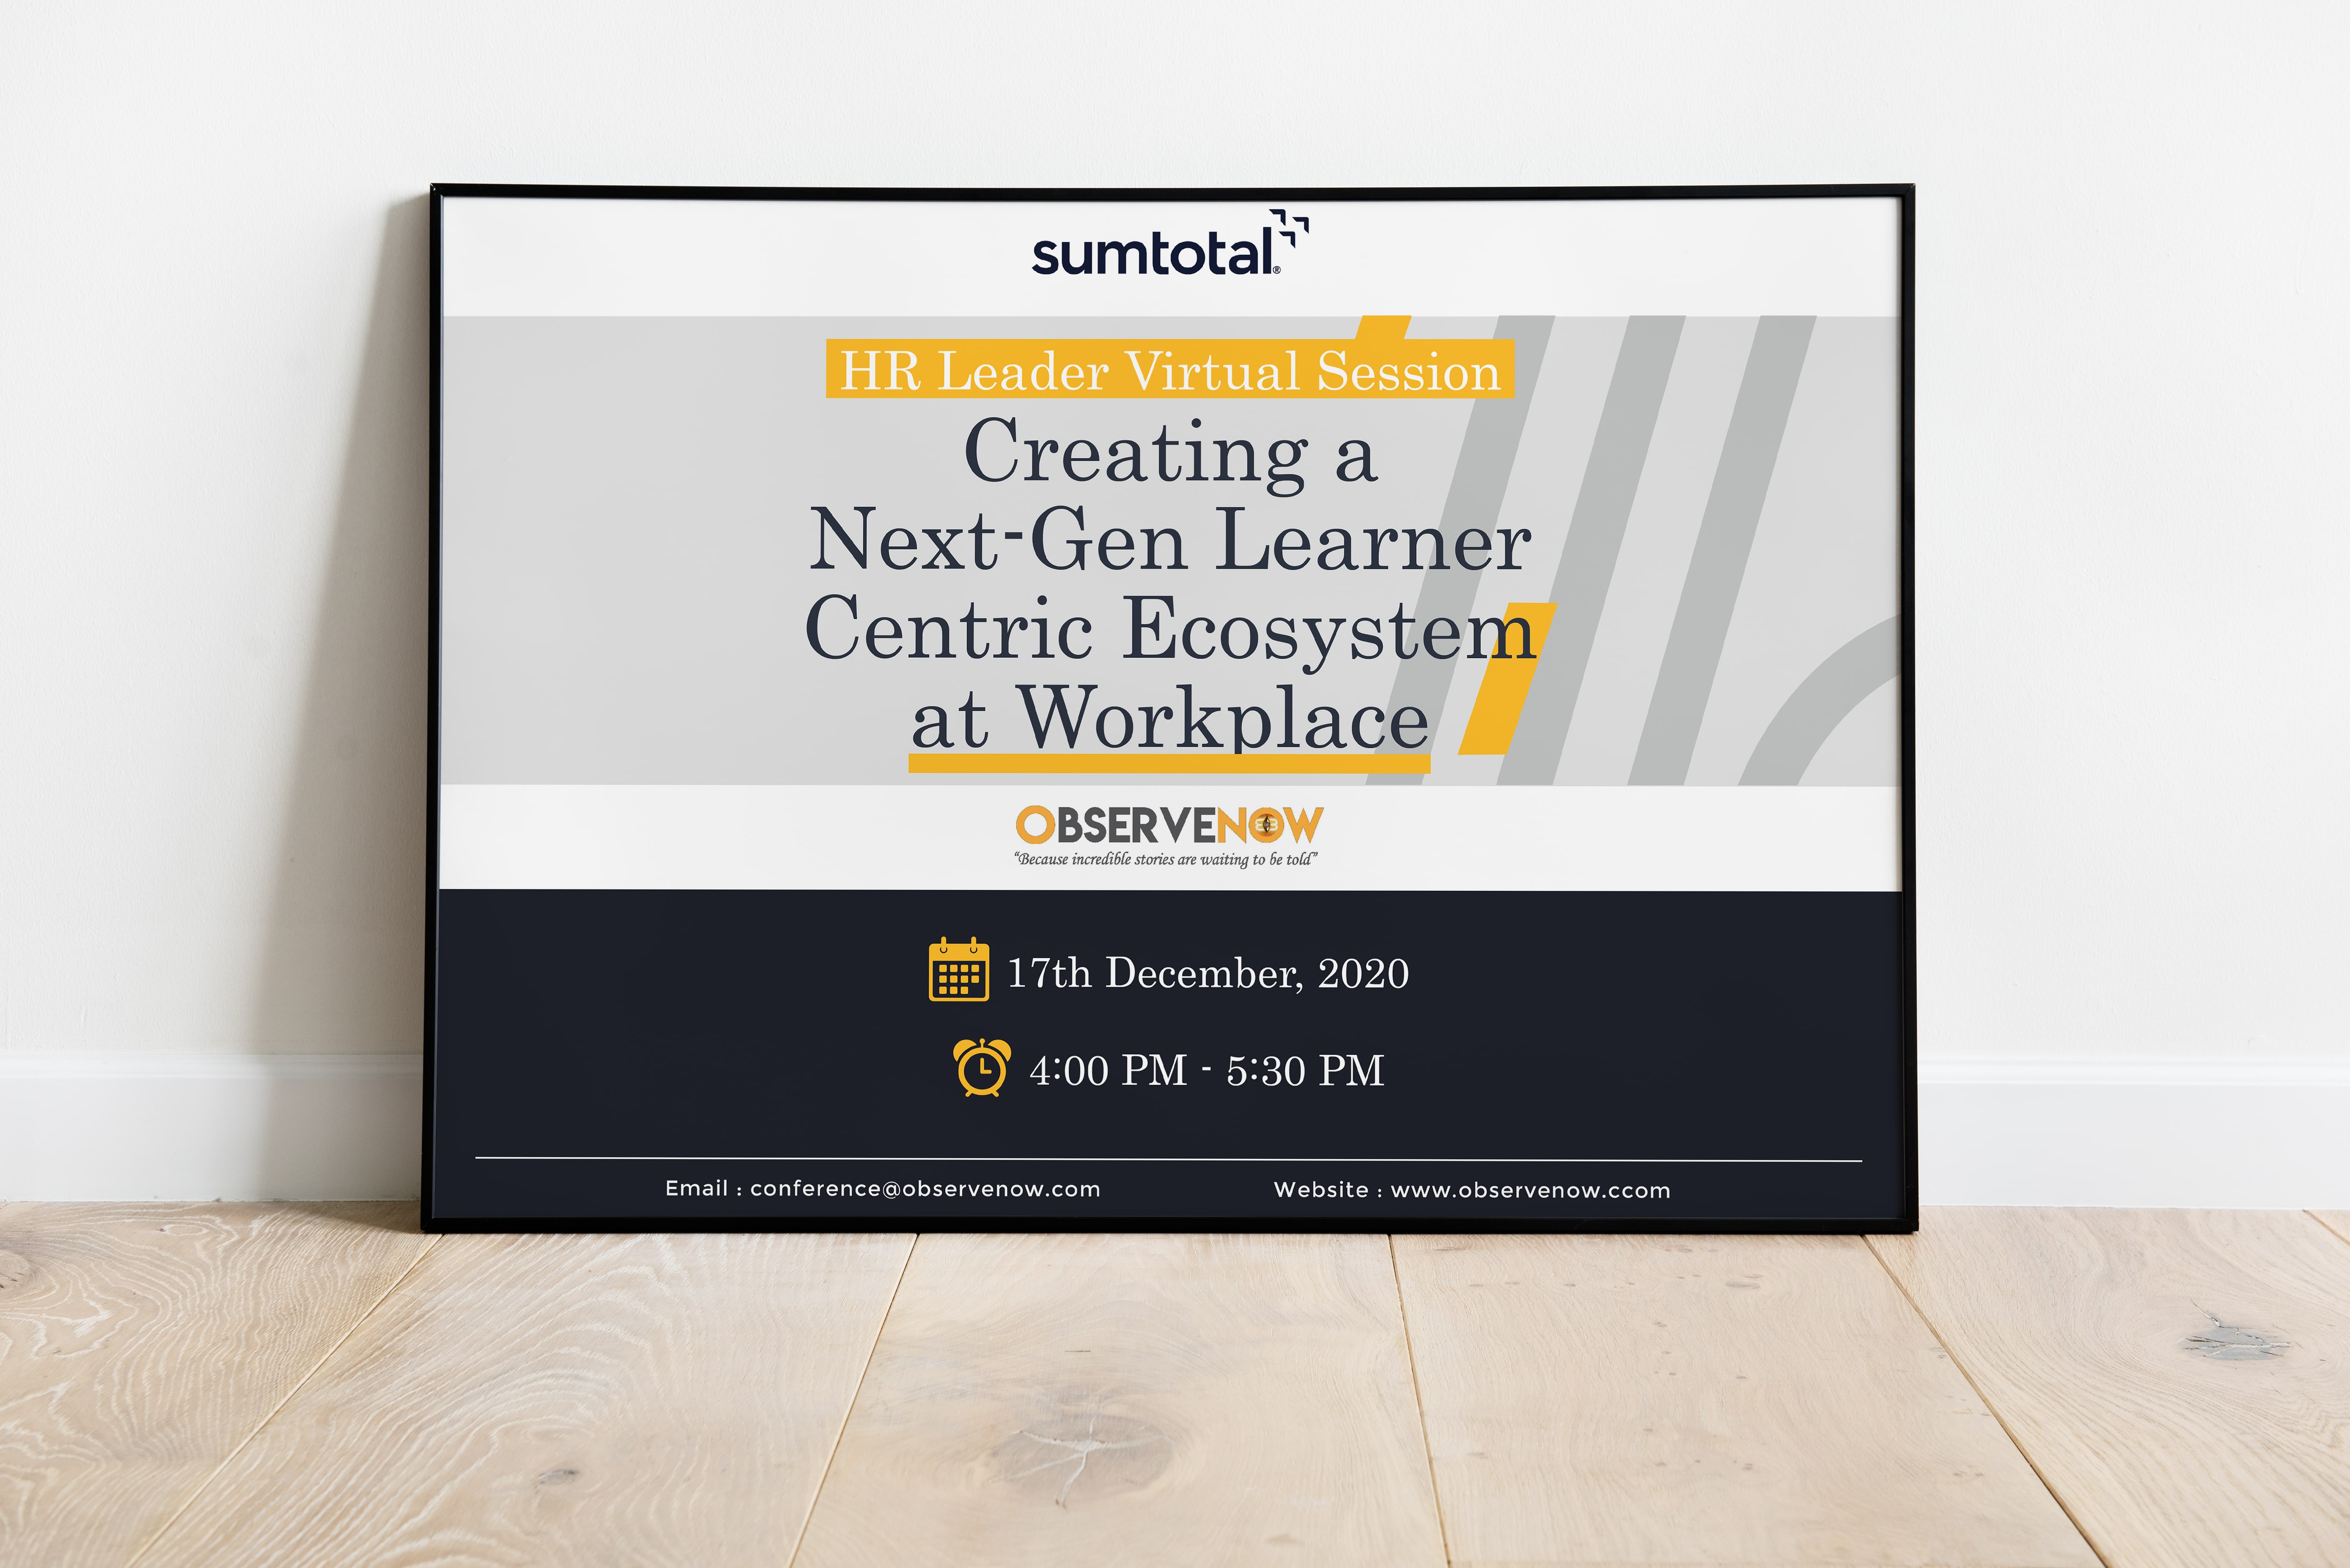 sumtotal®
HR Leader Virtual Session
Creating a
Next-Gen Learner
Centric Ecosystem
at Workplace
OBSERVENOW
“Because incredible stories are waiting to be told”
17th December, 2020
4:00 PM - 5:30 PM
Email : conference@observenow.com
Website : www.observenow.ccom